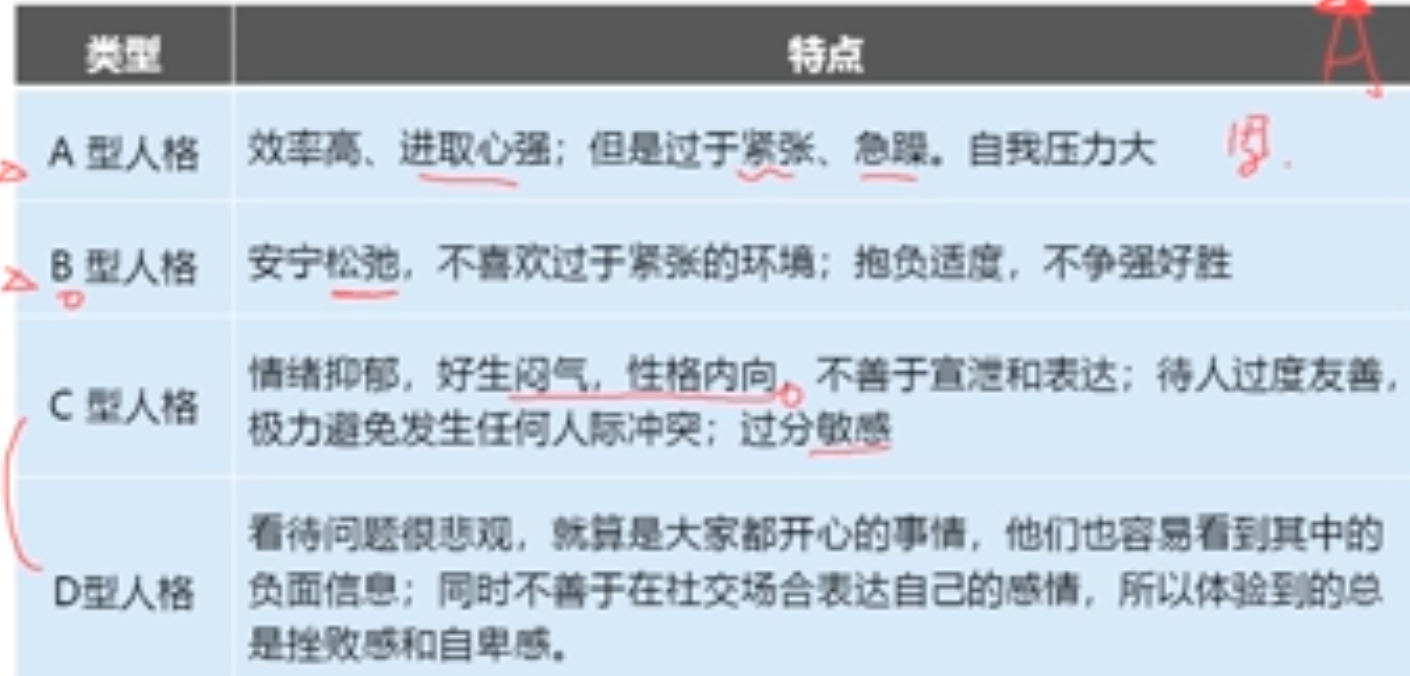 类型 特点
A 型人格 效率高、进取心强；但是过于紧张、急躁。自我压力大
B 型人格 安宁松弛，不喜欢过于紧张的环境；抱负适度，不争强好胜
C 型人格 情绪抑郁，好生闷气，性格内向，不善于宣泄和表达；待人过度友善，
极力避免发生任何人际冲突；过分敏感
看待问题很悲观，就算是大家都开心的事情，他们也容易看到其中的
D型人格 负面信息；同时不善于在社交场合表达自己的感情，所以体验到的总
是挫败感和自卑感。